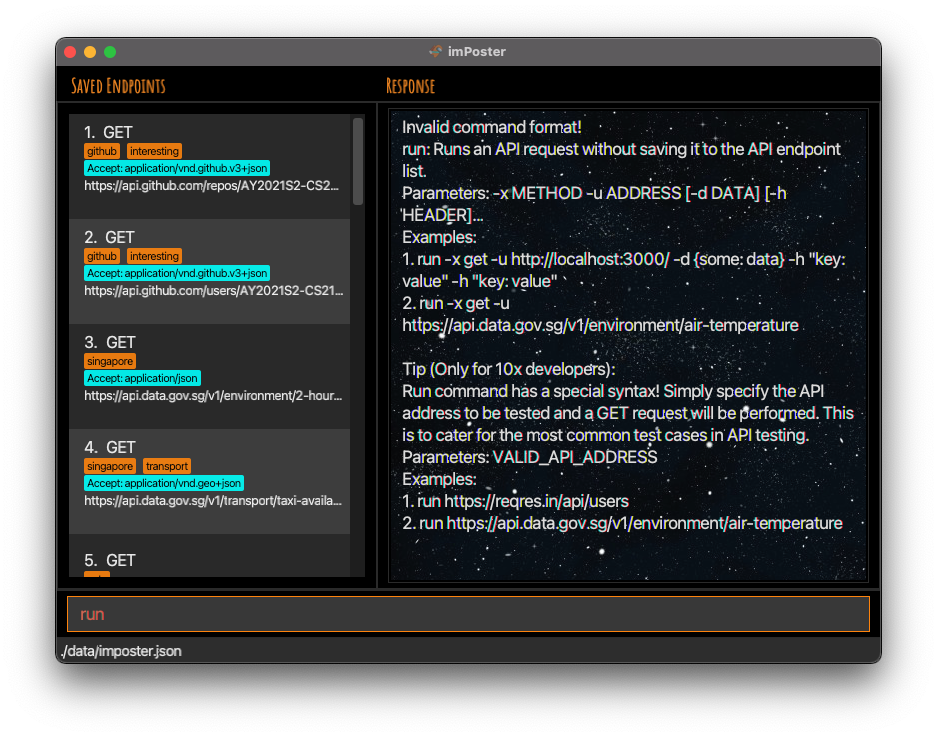 imPoster
Saved Endpoints
Response
1. GET
github interesting
Accept: application/vnd.github.v3+json
https://api.github.com/repos/AY2021S2-CS2...
2. GET
github interesting
Accept: application/vnd.github.v3+json
https://api.github.com/users/AY2021S2-CS21...
3. GET
singapore
Accept: application/json
https://api.data.gov.sg/v1/environment/2-hour...
4. GET
singapore transport
Accept: application/vnd.geo+json
https://api.data.gov.sg/v1/transport/taxi-availa...
5. GET
Invalid command format!
run: Runs an API request without saving it to the API endpoint
list.
Parameters: -x METHOD -u ADDRESS [-d DATA] [-h
HEADER]...
Examples:
1. run -x get -u http://localhost:3000/ -d {some: data} -h "key:
value" -h "key: value"
2. run -x get -u
https://api.data.gov.sg/v1/environment/air-temperature
Tip (Only for 10x developers):
Run command has a special syntax! Simply specify the API
address to be tested and a GET request will be performed. This
is to cater for the most common test cases in API testing.
Parameters: VALID_API_ADDRESS
Examples:
1. run https://reqres.in/api/users
2. run https://api.data.gov.sg/v1/environment/air-temperature
run
./data/imposter.json